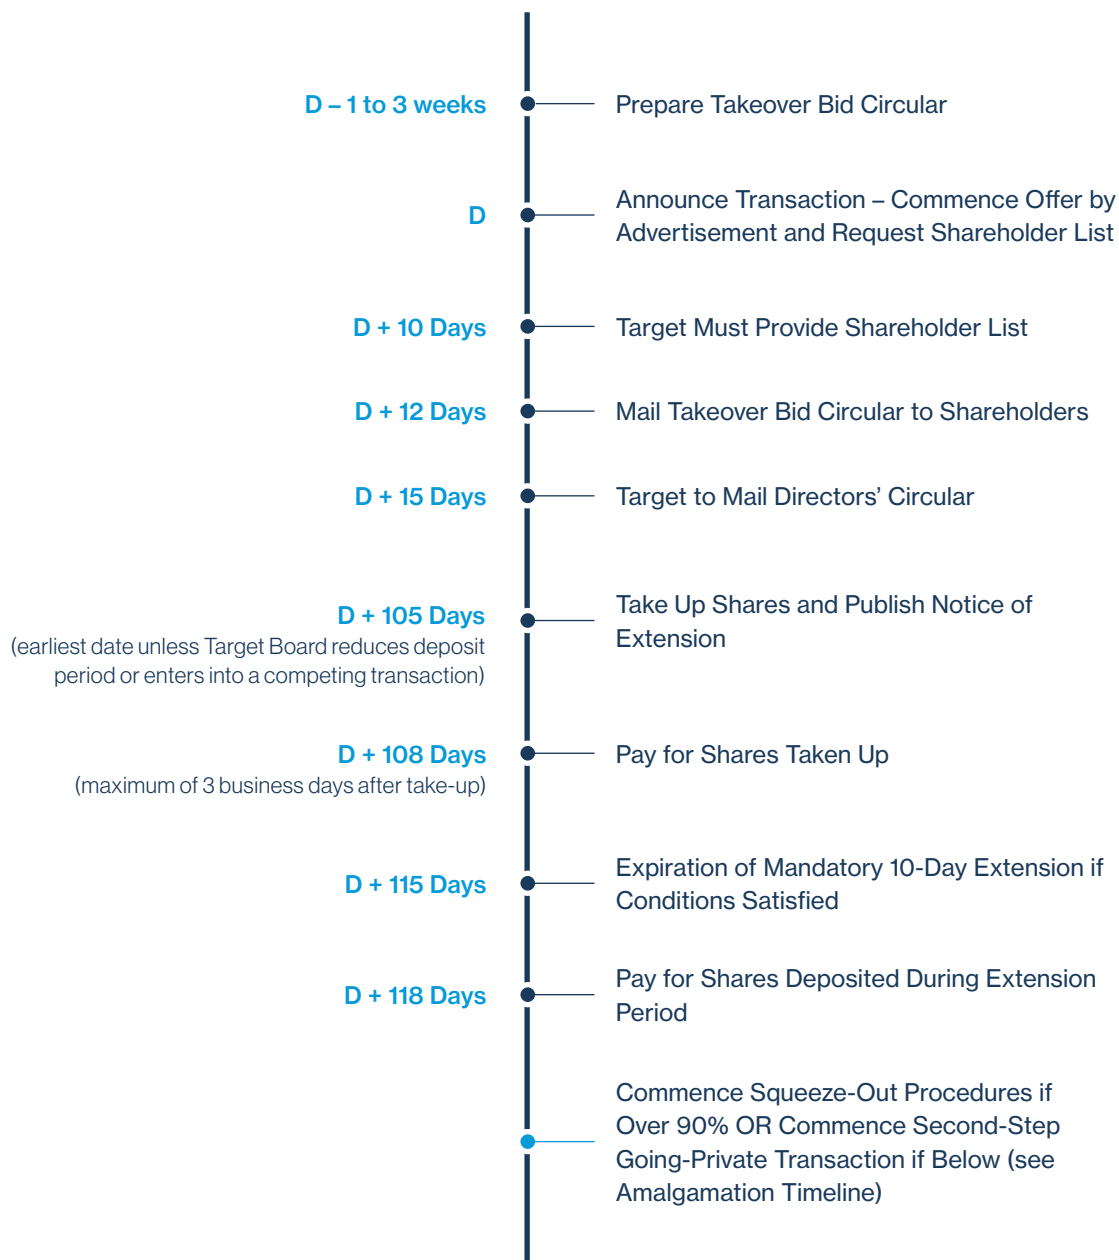 D – 1 to 3 weeks
Prepare Takeover Bid Circular
D
Announce Transaction – Commence Offer by
Advertisement and Request Shareholder List
D + 10 Days
Target Must Provide Shareholder List
D + 12 Days
Mail Takeover Bid Circular to Shareholders
D + 15 Days
Target to Mail Directors’ Circular
D + 105 Days
(earliest date unless Target Board reduces deposit
period or enters into a competing transaction)
Take Up Shares and Publish Notice of
Extension
D + 108 Days
(maximum of 3 business days after take-up)
Pay for Shares Taken Up
D + 115 Days
Expiration of Mandatory 10-Day Extension if
Conditions Satisfied
D + 118 Days
Pay for Shares Deposited During Extension
Period
Commence Squeeze-Out Procedures if
Over 90% OR Commence Second-Step
Going-Private Transaction if Below (see
Amalgamation Timeline)